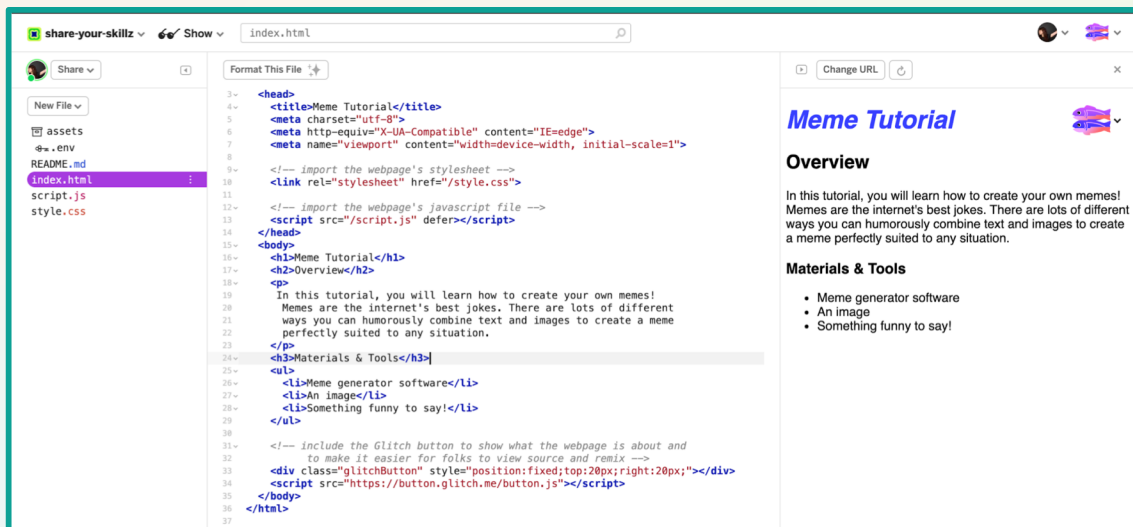 share-your-skillz
Show
index.html
Share
Format This File
Change URL
New File
assets
.env
README.md
index.html
script.js
style.css
3 <head>
4 <title>Meme Tutorial</title>
5 <meta charset="utf-8">
6 <meta http-equiv="X-UA-Compatible" content="IE=edge">
7 <meta name="viewport" content="width=device-width, initial-scale=1">
8
9 <!-- import the webpage's stylesheet -->
10 <link rel="stylesheet" href="/style.css">
11
12 <!-- import the webpage's javascript file -->
13 <script src="/script.js" defer></script>
14 </head>
15 <body>
16 <h1>Meme Tutorial</h1>
17 <h2>Overview</h2>
18 <p>
19 In this tutorial, you will learn how to create your own memes!
20 Memes are the internet's best jokes. There are lots of different
21 ways you can humorously combine text and images to create a meme
22 perfectly suited to any situation.
23 </p>
24 <h3>Materials & Tools</h3>
25 <ul>
26 <li>Meme generator software</li>
27 <li>An image</li>
28 <li>Something funny to say!</li>
29 </ul>
30
31 <!-- include the Glitch button to show what the webpage is about and
32 to make it easier for folks to view source and remix -->
33 <div class="glitchButton" style="position:fixed;top:20px;right:20px;"></div>
34 <script src="https://button.glitch.me/button.js"></script>
35 </body>
36 </html>
37
Meme Tutorial
Overview
In this tutorial, you will learn how to create your own memes!
Memes are the internet's best jokes. There are lots of different
ways you can humorously combine text and images to create
a meme perfectly suited to any situation.
Materials & Tools
• Meme generator software
• An image
• Something funny to say!